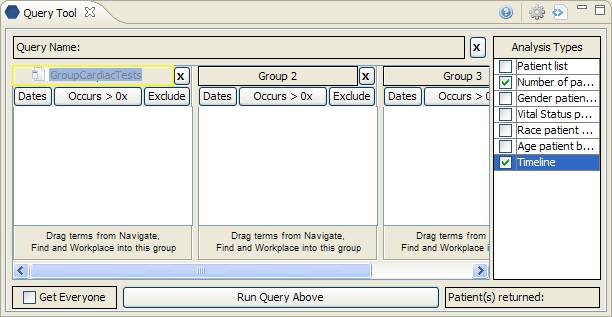 Query Tool
Query Name:
X
Analysis Types
GroupCardiacTests
X
Group 2
X
Group 3
Dates
Occurs > 0x
Exclude
Dates
Occurs > 0x
Exclude
Dates
Occurs > 0x
Patient list
Number of pa...
Gender patien...
Vital Status p...
Race patient ...
Age patient b...
Timeline
Drag terms from Navigate,
Find and Workplace into this group
Drag terms from Navigate,
Find and Workplace into this group
Drag terms from Navigate,
Find and Workplace into
Get Everyone
Run Query Above
Patient(s) returned: